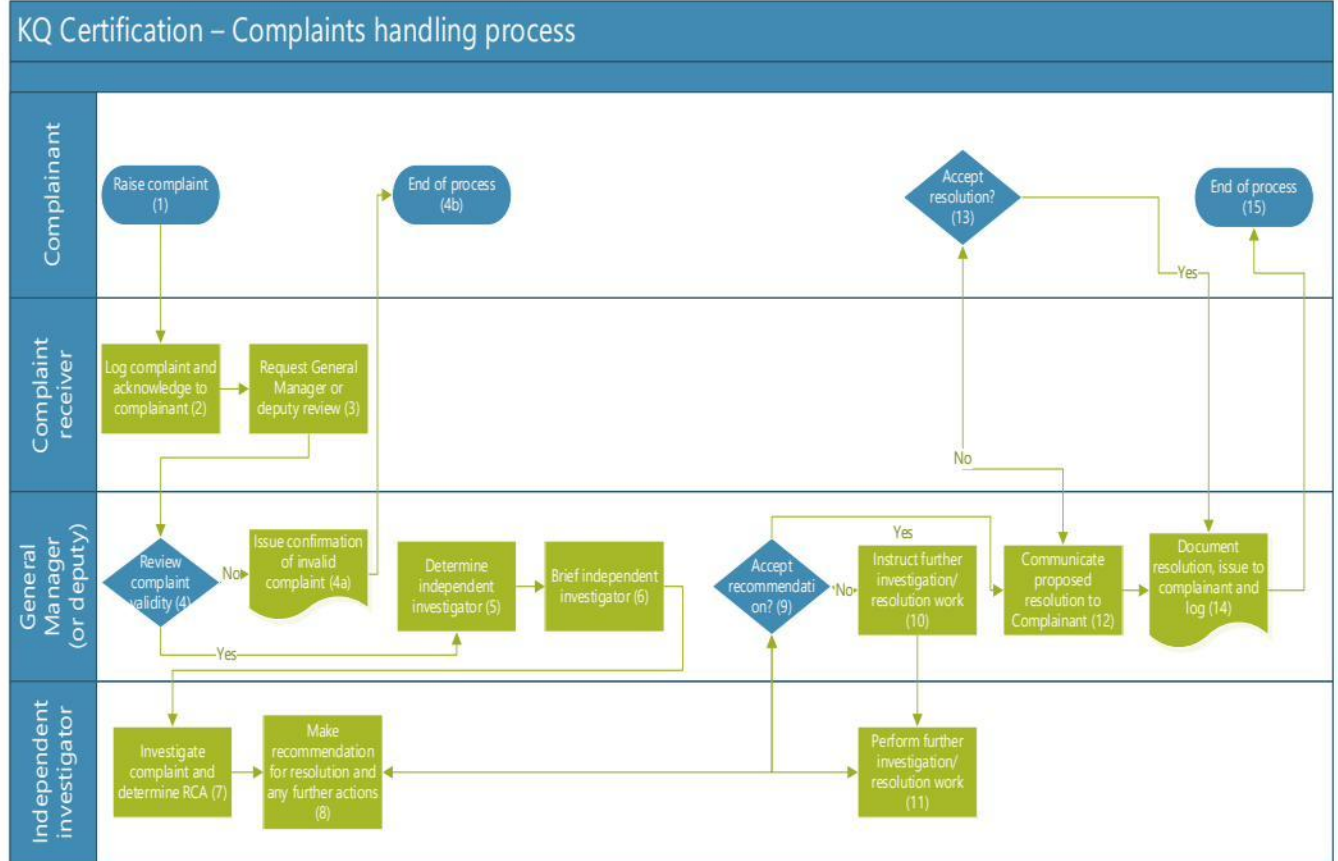 KQ Certification – Complaints handling process
Complainant
Raise complaint
(1)
End of process
(4b)
Accept
resolution?
(13)
End of process
(15)
Yes
Complaint
receiver
Log complaint and
acknowledge to
complainant (2)
Request General
Manager or
deputy review (3)
No
General
Manager
(or deputy)
Review
complaint
validity (4)
No
Issue confirmation
of invalid
complaint (4a)
Yes
Determine
independent
investigator (5)
Brief independent
investigator (6)
Accept
recommendati
on? (9)
Yes
No
Instruct further
investigation/
resolution work
(10)
Communicate
proposed
resolution to
Complainant (12)
Document
resolution, issue to
complainant and
log (14)
Independent
investigator
Investigate
complaint and
determine RCA (7)
Make
recommendation
for resolution and
any further actions
(8)
Perform further
investigation/
resolution work
(11)